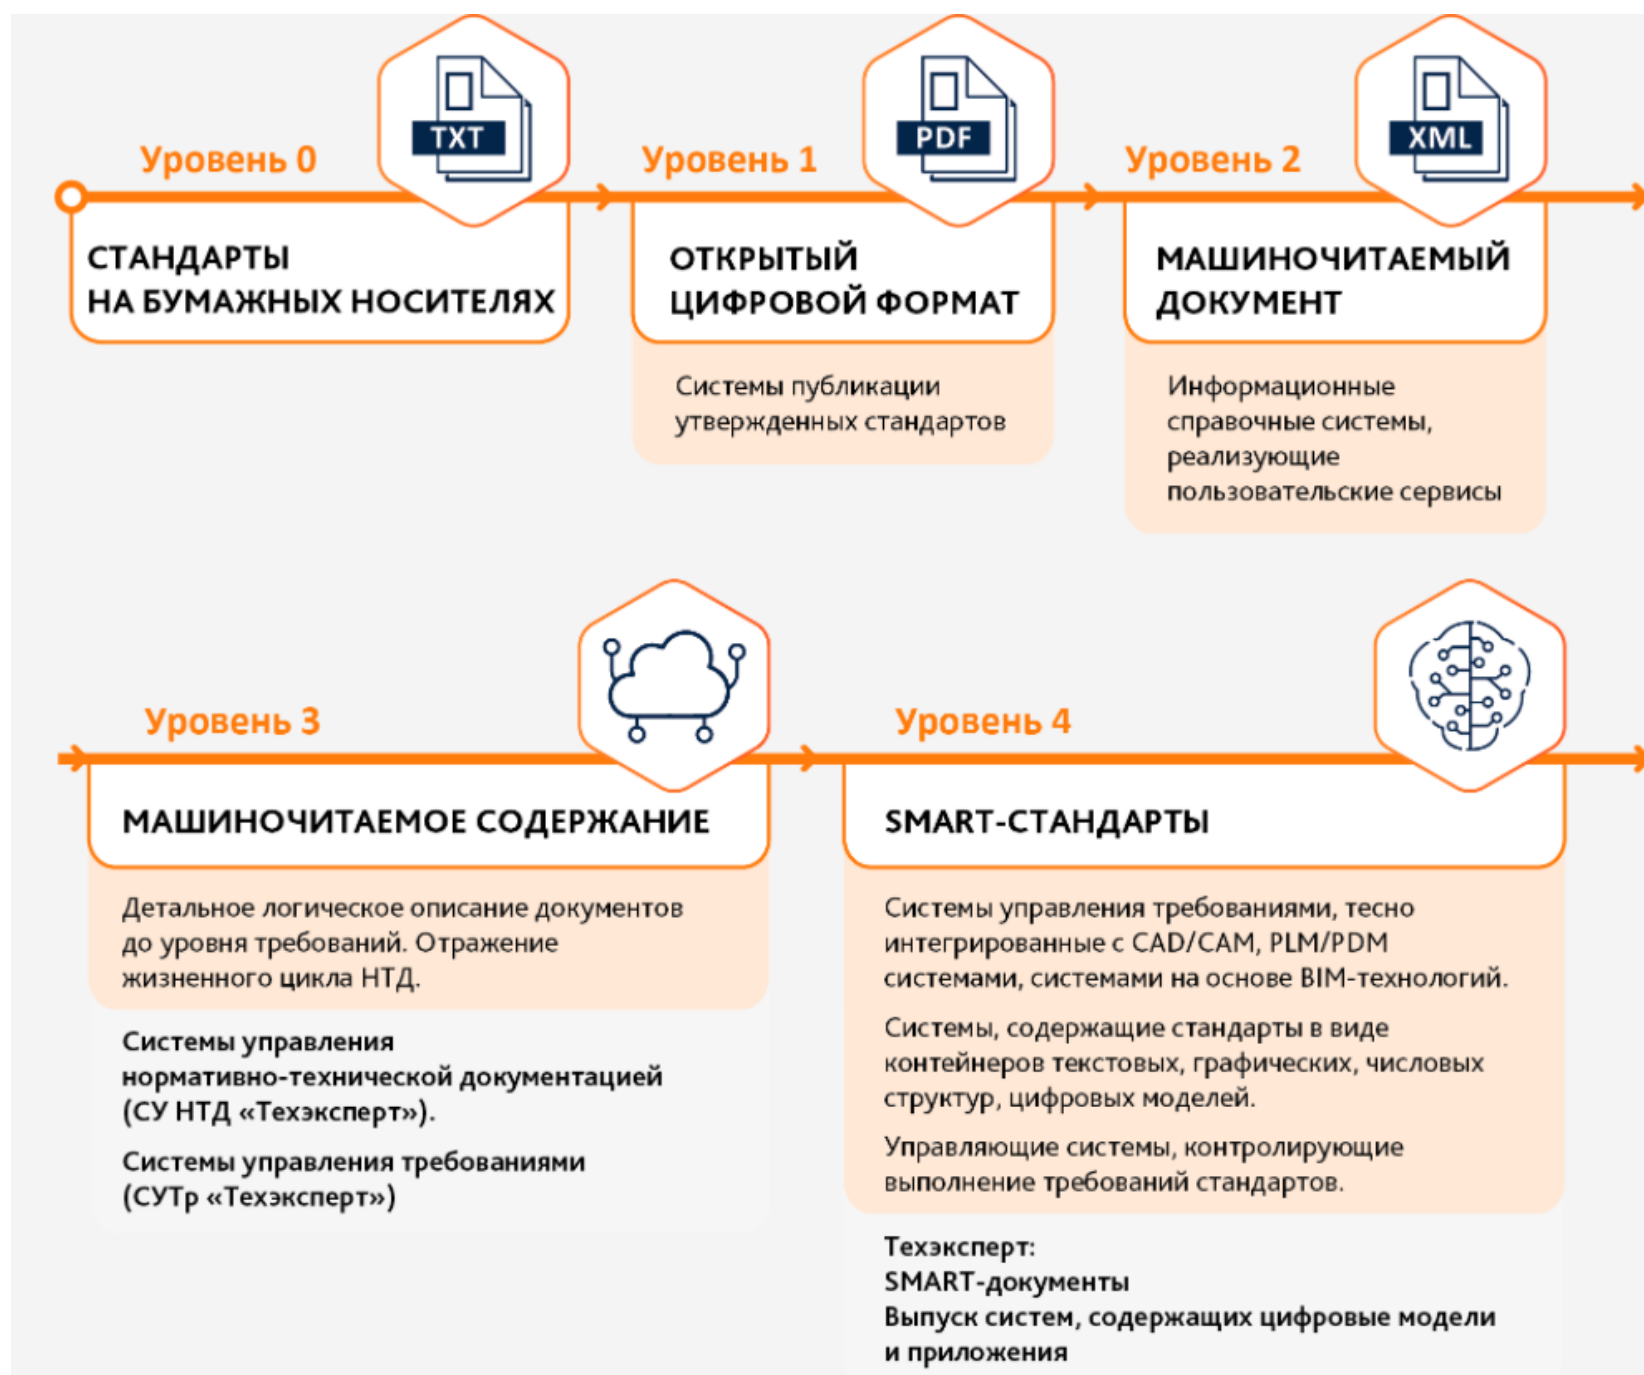 Уровень 0
TXT
СТАНДАРТЫ
НА БУМАЖНЫХ НОСИТЕЛЯХ
Уровень 1
PDF
ОТКРЫТЫЙ
ЦИФРОВОЙ ФОРМАТ
Системы публикации
утвержденных стандартов
Уровень 2
XML
МАШИНОЧИТАЕМЫЙ
ДОКУМЕНТ
Информационные
справочные системы,
реализующие
пользовательские сервисы
Уровень 3
МАШИНОЧИТАЕМОЕ СОДЕРЖАНИЕ
Детальное логическое описание документов
до уровня требований. Отражение
жизненного цикла НТД.
Системы управления
нормативно-технической документацией
(СУ НТД «Техэксперт»).
Системы управления требованиями
(СУТр «Техэксперт»)
Уровень 4
SMART-СТАНДАРТЫ
Системы управления требованиями, тесно
интегрированные с CAD/CAM, PLM/PDM
системами, системами на основе BIM-технологий.
Системы, содержащие стандарты в виде
контейнеров текстовых, графических, числовых
структур, цифровых моделей.
Управляющие системы, контролирующие
выполнение требований стандартов.
Техэксперт:
SMART-документы
Выпуск систем, содержащих цифровые модели
и приложения